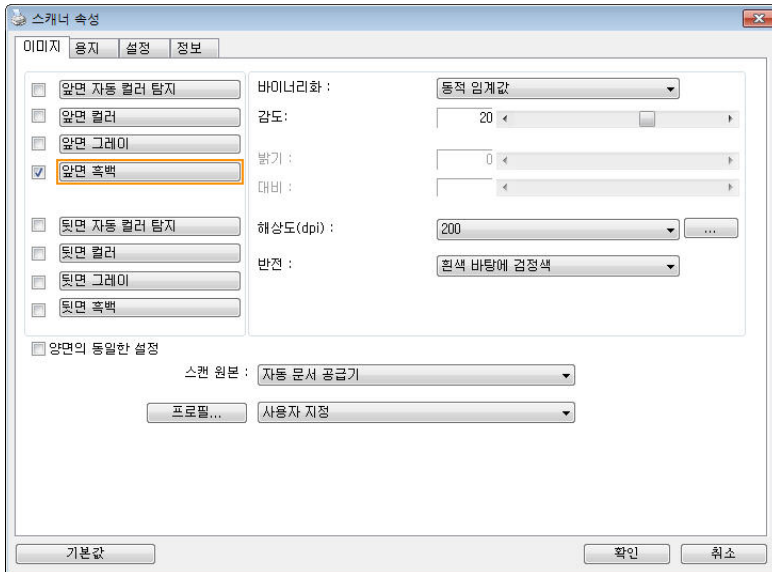 스캐너 속성
이미지 용지 설정 정보
앞면 자동 컬러 탐지
앞면 컬러
앞면 그레이
앞면 흑백
뒷면 자동 컬러 탐지
뒷면 컬러
뒷면 그레이
뒷면 흑백
바이너리화 : 동적 임계값
감도: 20
밝기 : 0
대비 :
해상도(dpi) : 200 ...
반전 : 흰색 바탕에 검정색
양면의 동일한 설정
스캔 원본 : 자동 문서 공급기
프로필... 사용자 지정
기본값 확인 취소